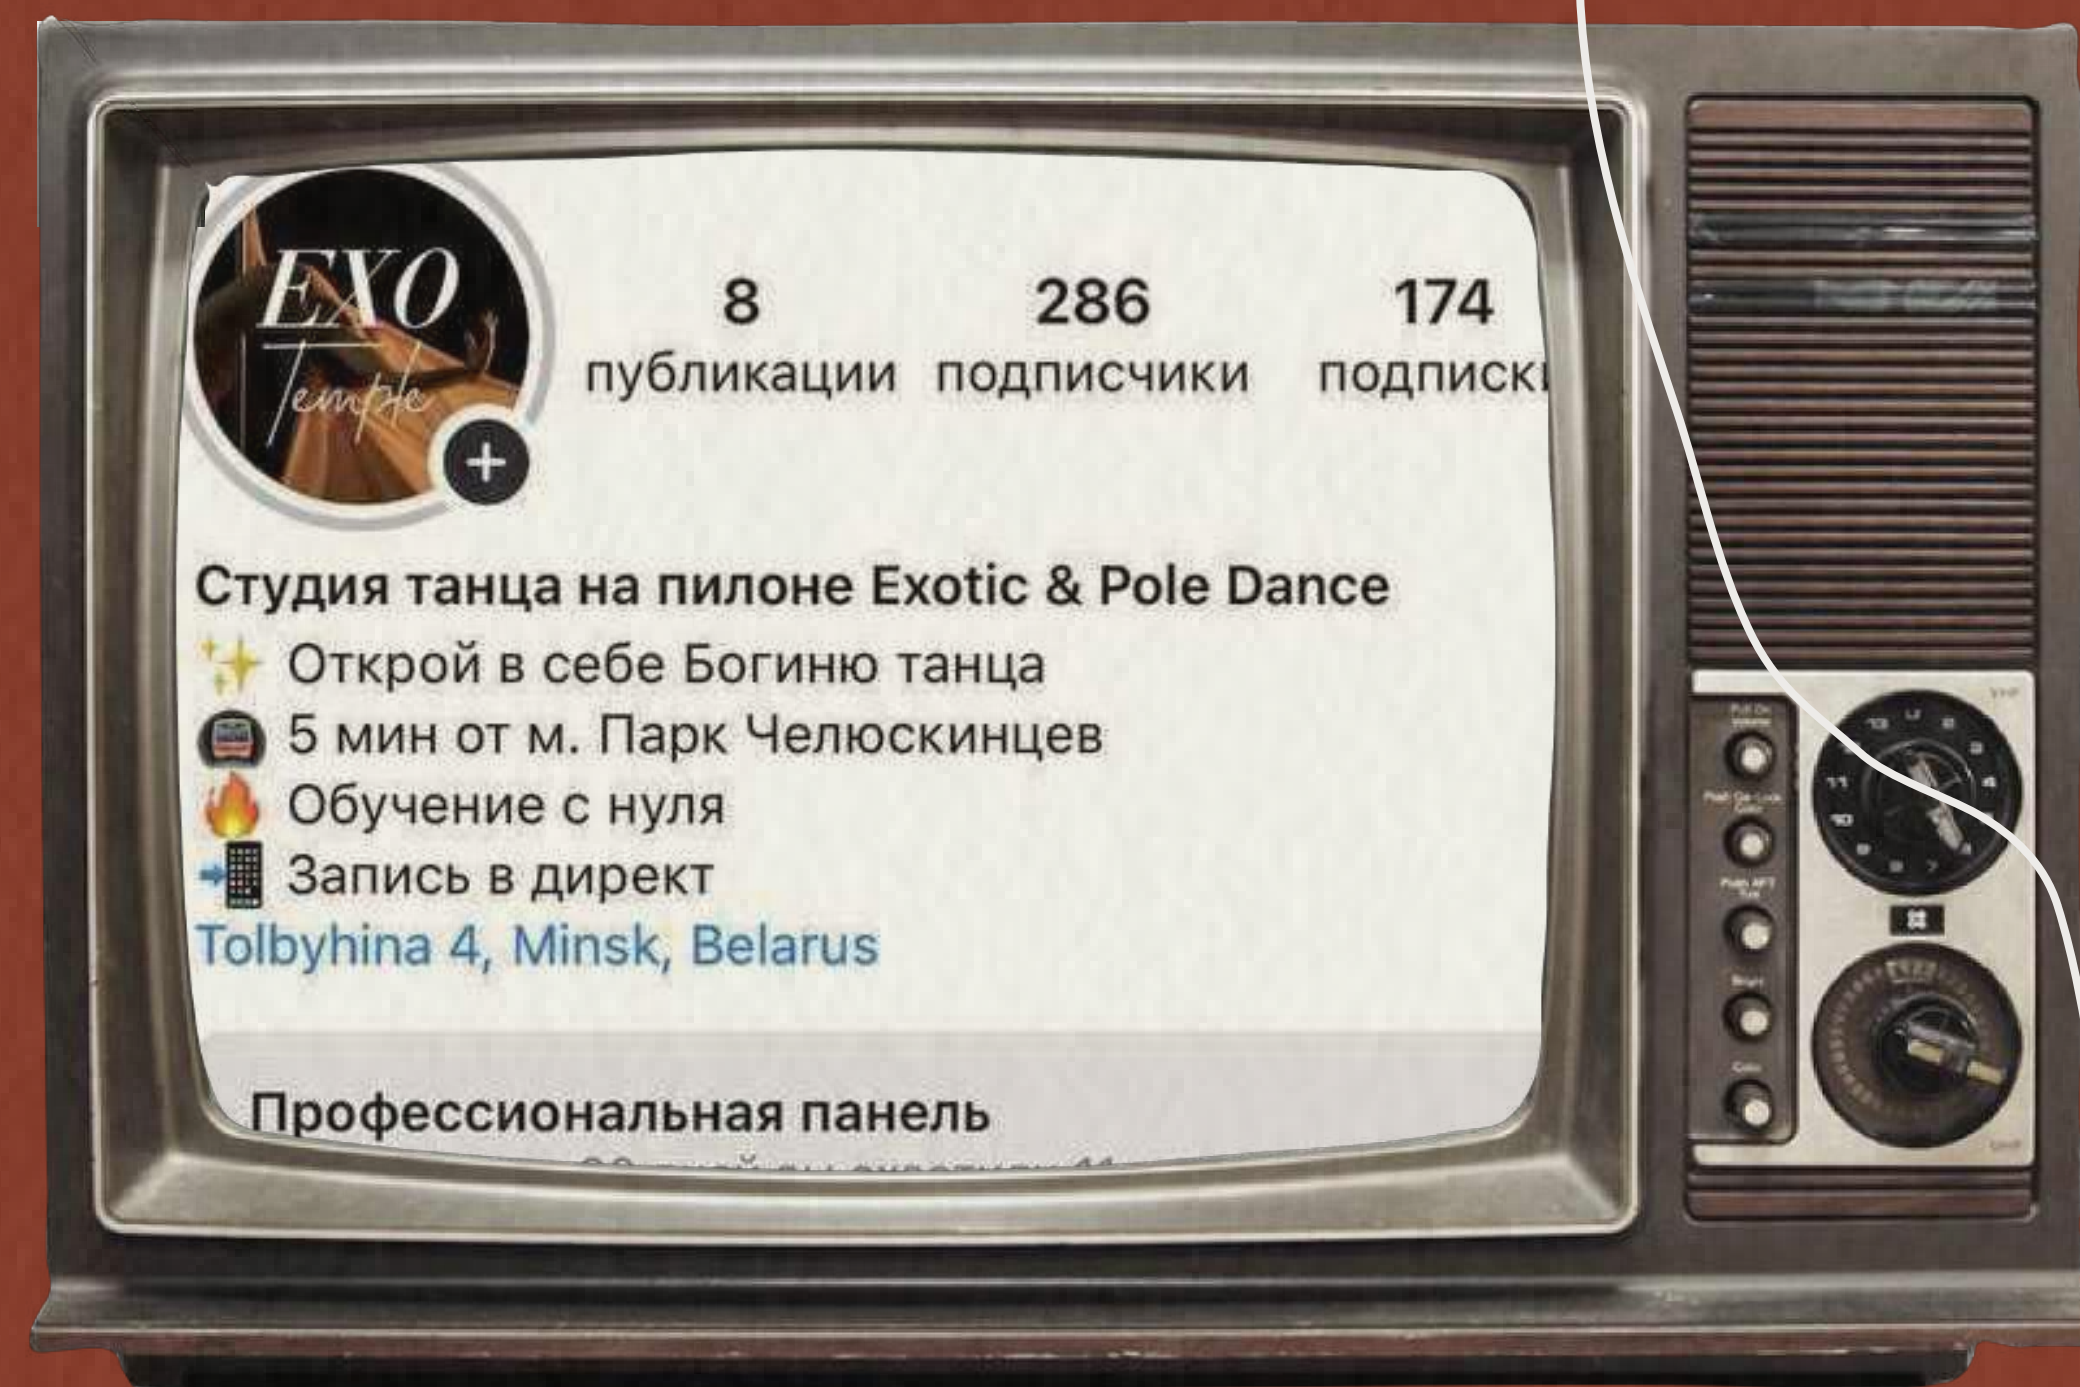 EXO
Temple
8 286 174
публикации подписчики подписки
Студия танца на пилоне Exotic & Pole Dance
✨ Открой в себе Богиню танца
🚇 5 мин от м. Парк Челюскинцев
🔥 Обучение с нуля
📲 Запись в директ
Tolbyhina 4, Minsk, Belarus
Профессиональная панель